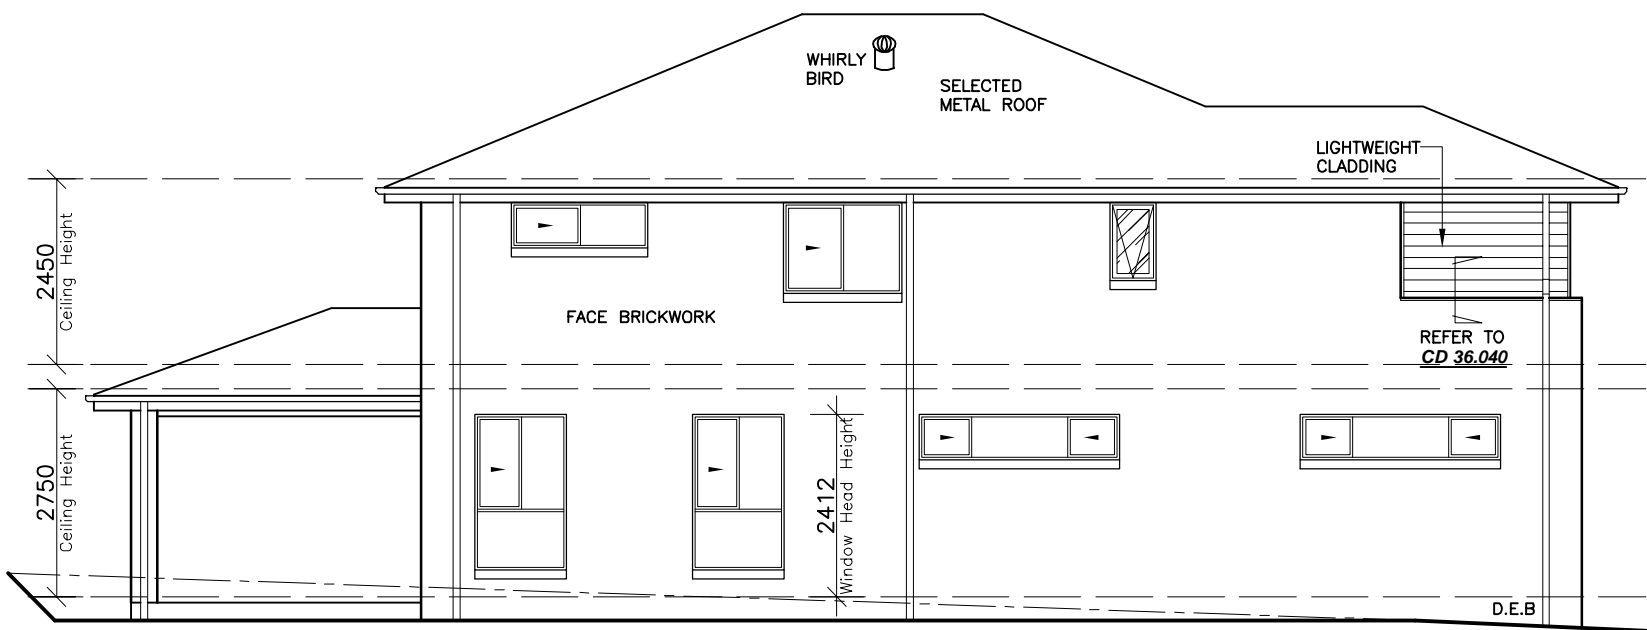 WHIRLY
BIRD
SELECTED
METAL ROOF
LIGHTWEIGHT
CLADDING
2450
Ceiling Height
FACE BRICKWORK
REFER TO
CD 36.040
2750
Ceiling Height
2412
Window Head Height
D.E.B